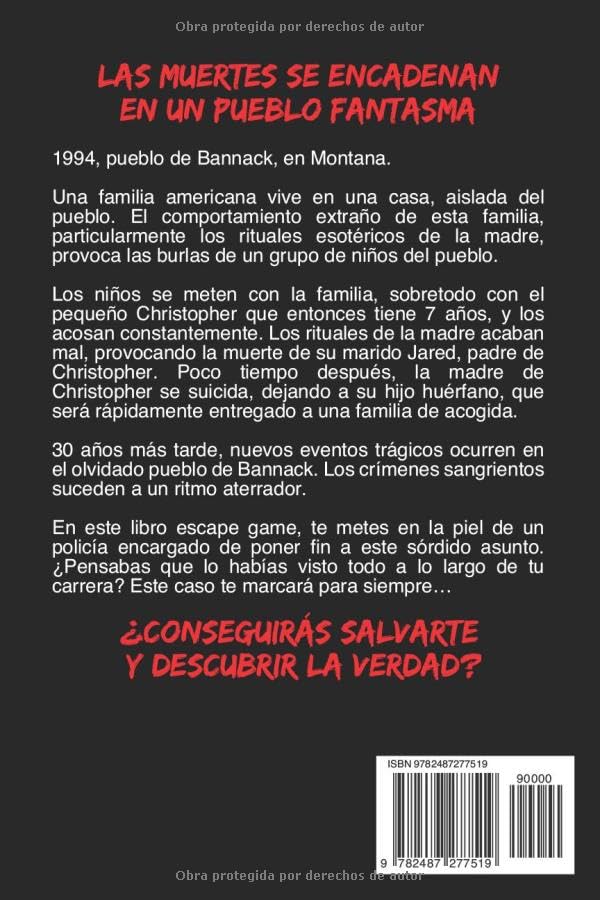 Obra protegida por derechos de autor
LAS MUERTES SE ENCADENAN
EN UN PUEBLO FANTASMA
1994, pueblo de Bannack, en Montana.
Una familia americana vive en una casa, aislada del
pueblo. El comportamiento extraño de esta familia,
particularmente los rituales esotéricos de la madre,
provoca las burlas de un grupo de niños del pueblo.
Los niños se meten con la familia, sobretodo con el
pequeño Christopher que entonces tiene 7 años, y los
acosan constantemente. Los rituales de la madre acaban
mal, provocando la muerte de su marido Jared, padre de
Christopher. Poco tiempo después, la madre de
Christopher se suicida, dejando a su hijo huérfano, que
será rápidamente entregado a una familia de acogida.
30 años más tarde, nuevos eventos trágicos ocurren en
el olvidado pueblo de Bannack. Los crímenes sangrientos
suceden a un ritmo aterrador.
En este libro escape game, te metes en la piel de un
policía encargado de poner fin a este sórdido asunto.
¿Pensabas que lo habías visto todo a lo largo de tu
carrera? Este caso te marcará para siempre…
¿CONSEGUIRÁS SALVARTE
Y DESCUBRIR LA VERDAD?
ISBN 9782487277519
90000
9 782487 277519
Obra protegida por derechos de autor